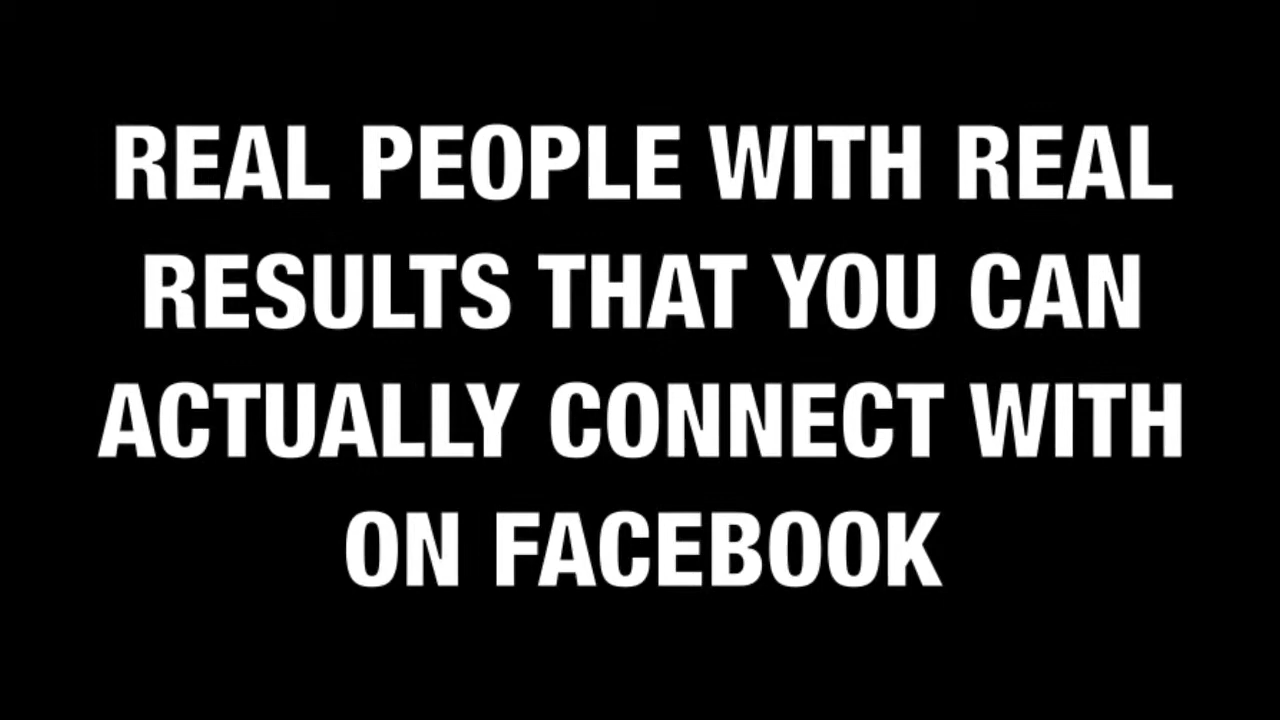 REAL PEOPLE WITH REAL
RESULTS THAT YOU CAN
ACTUALLY CONNECT WITH
ON FACEBOOK